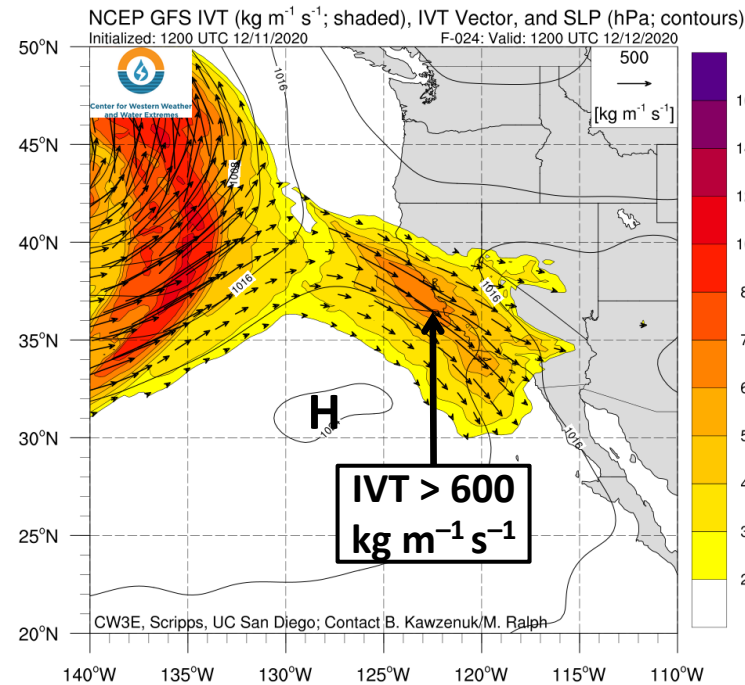 NCEP GFS IVT (kg m⁻¹ s⁻¹; shaded), IVT Vector, and SLP (hPa; contours)
Initialized: 1200 UTC 12/11/2020 F-024: Valid: 1200 UTC 12/12/2020
Center for Western Weather
and Water Extremes
500
[kg m⁻¹ s⁻¹]
50°N
45°N
40°N
35°N
30°N
25°N
20°N
1016
1008
1016
1016
1016
H
IVT > 600
kg m⁻¹ s⁻¹
CW3E, Scripps, UC San Diego; Contact B. Kawzenuk/M. Ralph
140°W 135°W 130°W 125°W 120°W 115°W 110°W